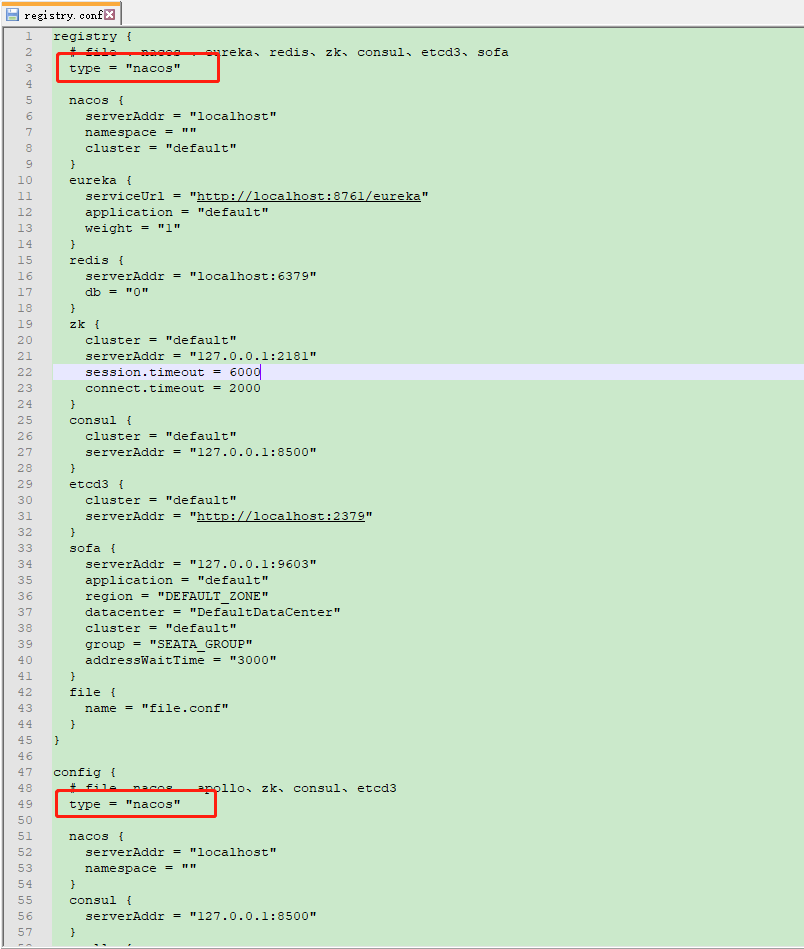 registry.conf
1 registry {
2 # file 、nacos 、eureka、redis、zk、consul、etcd3、sofa
3 type = "nacos"
4
5 nacos {
6 serverAddr = "localhost"
7 namespace = ""
8 cluster = "default"
9 }
10 eureka {
11 serviceUrl = "http://localhost:8761/eureka"
12 application = "default"
13 weight = "1"
14 }
15 redis {
16 serverAddr = "localhost:6379"
17 db = "0"
18 }
19 zk {
20 cluster = "default"
21 serverAddr = "127.0.0.1:2181"
22 session.timeout = 6000
23 connect.timeout = 2000
24 }
25 consul {
26 cluster = "default"
27 serverAddr = "127.0.0.1:8500"
28 }
29 etcd3 {
30 cluster = "default"
31 serverAddr = "http://localhost:2379"
32 }
33 sofa {
34 serverAddr = "127.0.0.1:9603"
35 application = "default"
36 region = "DEFAULT_ZONE"
37 datacenter = "DefaultDataCenter"
38 cluster = "default"
39 group = "SEATA_GROUP"
40 addressWaitTime = "3000"
41 }
42 file {
43 name = "file.conf"
44 }
45 }
46
47 config {
48 # file、nacos 、apollo、zk、consul、etcd3
49 type = "nacos"
50
51 nacos {
52 serverAddr = "localhost"
53 namespace = ""
54 }
55 consul {
56 serverAddr = "127.0.0.1:8500"
57 }